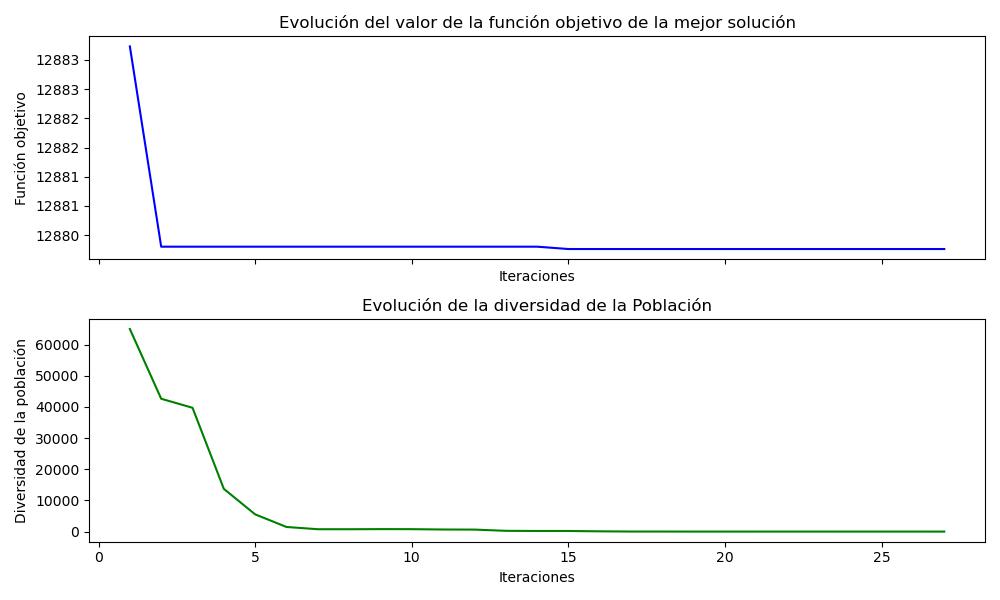 Evolución del valor de la función objetivo de la mejor solución
12883
12883
12882
12882
12881
12881
12880
Función objetivo
Iteraciones
Evolución de la diversidad de la Población
60000
50000
40000
30000
20000
10000
0
Diversidad de la población
0 5 10 15 20 25
Iteraciones